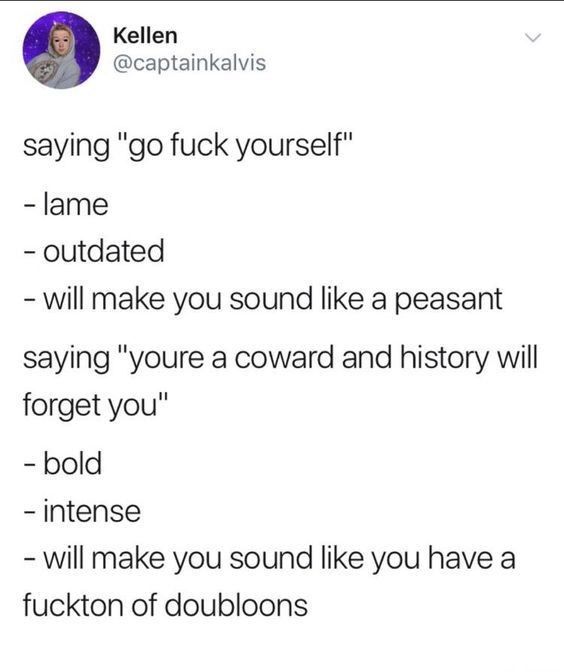 Kellen
@captainkalvis
saying "go fuck yourself"
- lame
- outdated
- will make you sound like a peasant
saying "youre a coward and history will
forget you"
- bold
- intense
- will make you sound like you have a
fuckton of doubloons